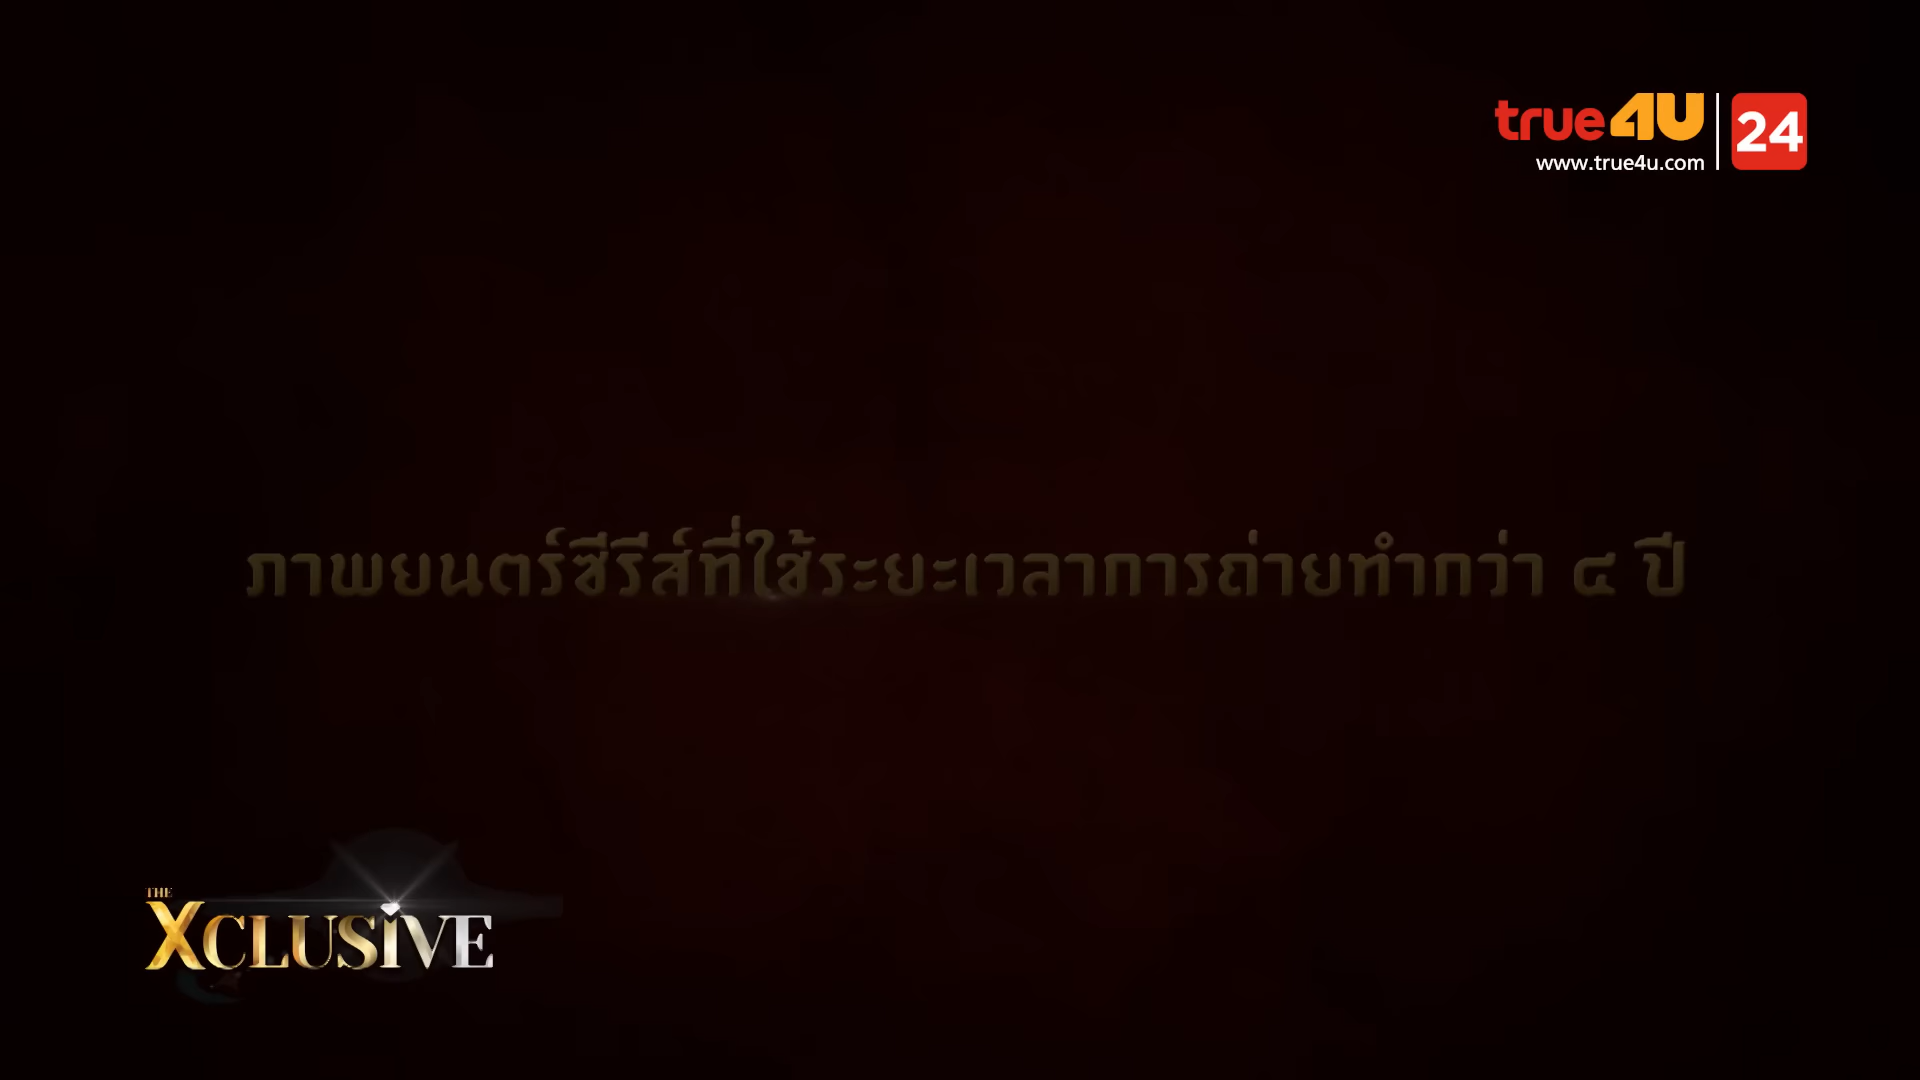 true4U
www.true4u.com
24
ภาพยนตร์ซีรีส์ที่ใช้ระยะเวลาการถ่ายทำกว่า ๔ ปี
THE
XCLUSIVE